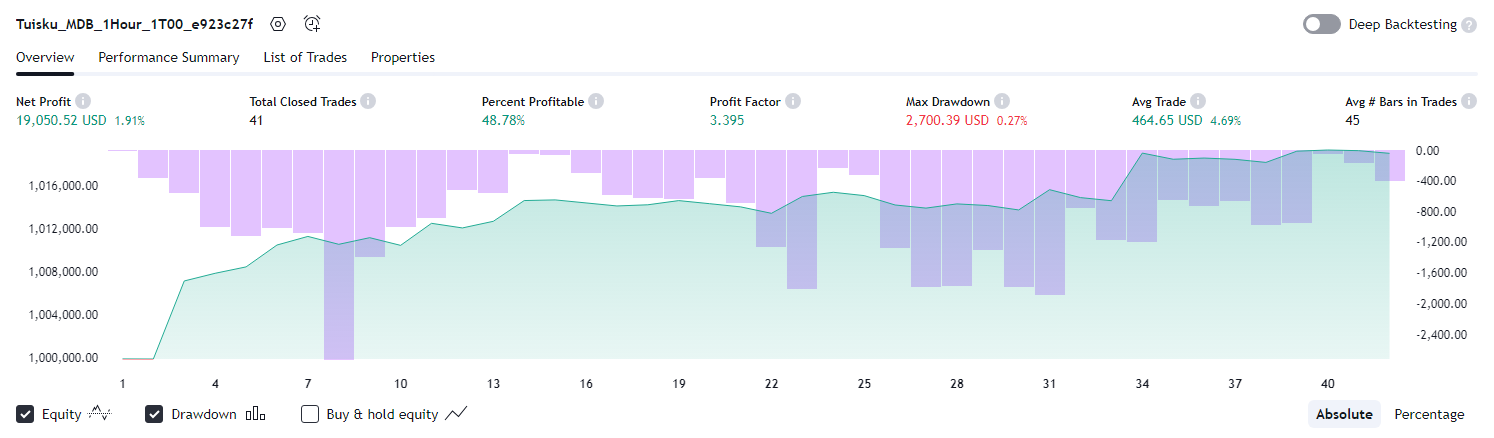 Tuisku_MDB_1Hour_1T00_e923c27f
Deep Backtesting ?
Overview Performance Summary List of Trades Properties
Net Profit i Total Closed Trades i Percent Profitable i Profit Factor i Max Drawdown i Avg Trade i Avg # Bars in Trades i
19,050.52 USD 1.91% 41 48.78% 3.395 2,700.39 USD 0.27% 464.65 USD 4.69% 45
0.00
1,016,000.00 -400.00
-800.00
1,012,000.00
-1,200.00
1,008,000.00 -1,600.00
1,004,000.00 -2,000.00
-2,400.00
1,000,000.00
1 4 7 10 13 16 19 22 25 28 31 34 37 40
Equity Drawdown Buy & hold equity Absolute Percentage